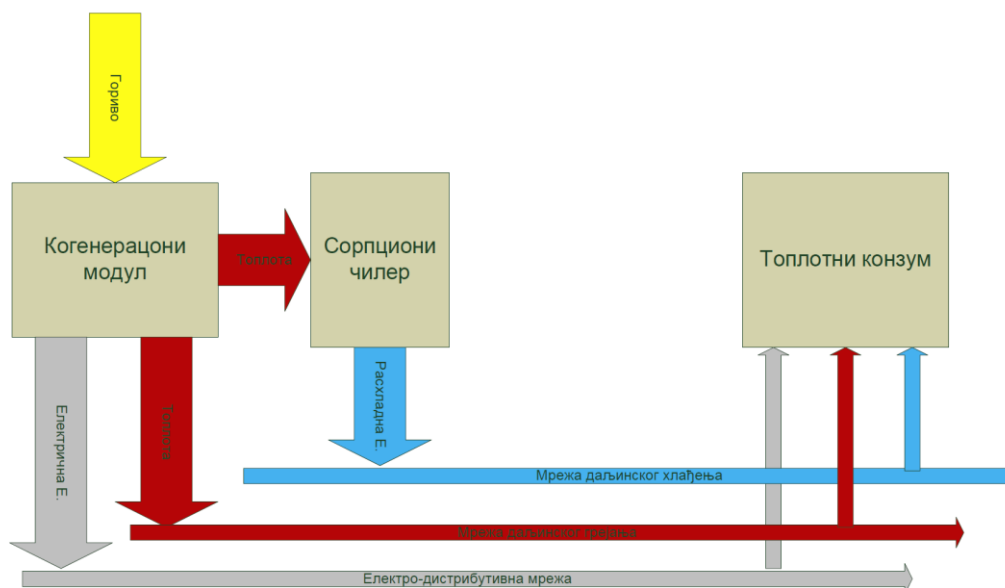 Гориво
Когенерацони
модул
Топлота
Сорпциони
чилер
Топлотни конзум
Електрична Е.
Топлота
Расхладна Е.
Мрежа даљинског хлађења
Мрежа даљинског грејања
Електро-дистрибутивна мрежа